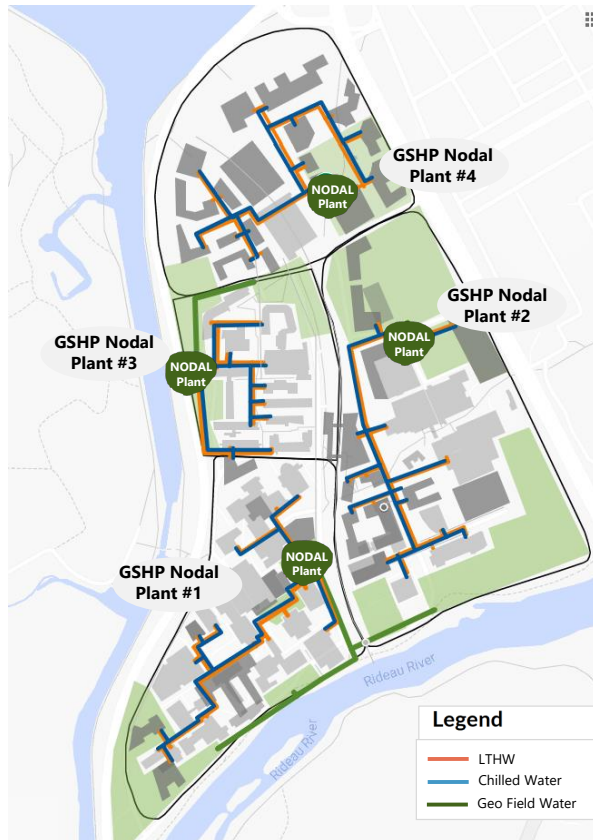 GSHP Nodal
Plant #4
NODAL
Plant
GSHP Nodal
Plant #2
NODAL
Plant
GSHP Nodal
Plant #3
NODAL
Plant
NODAL
Plant
GSHP Nodal
Plant #1
Rideau River
Rideau River
Legend
LTHW
Chilled Water
Geo Field Water